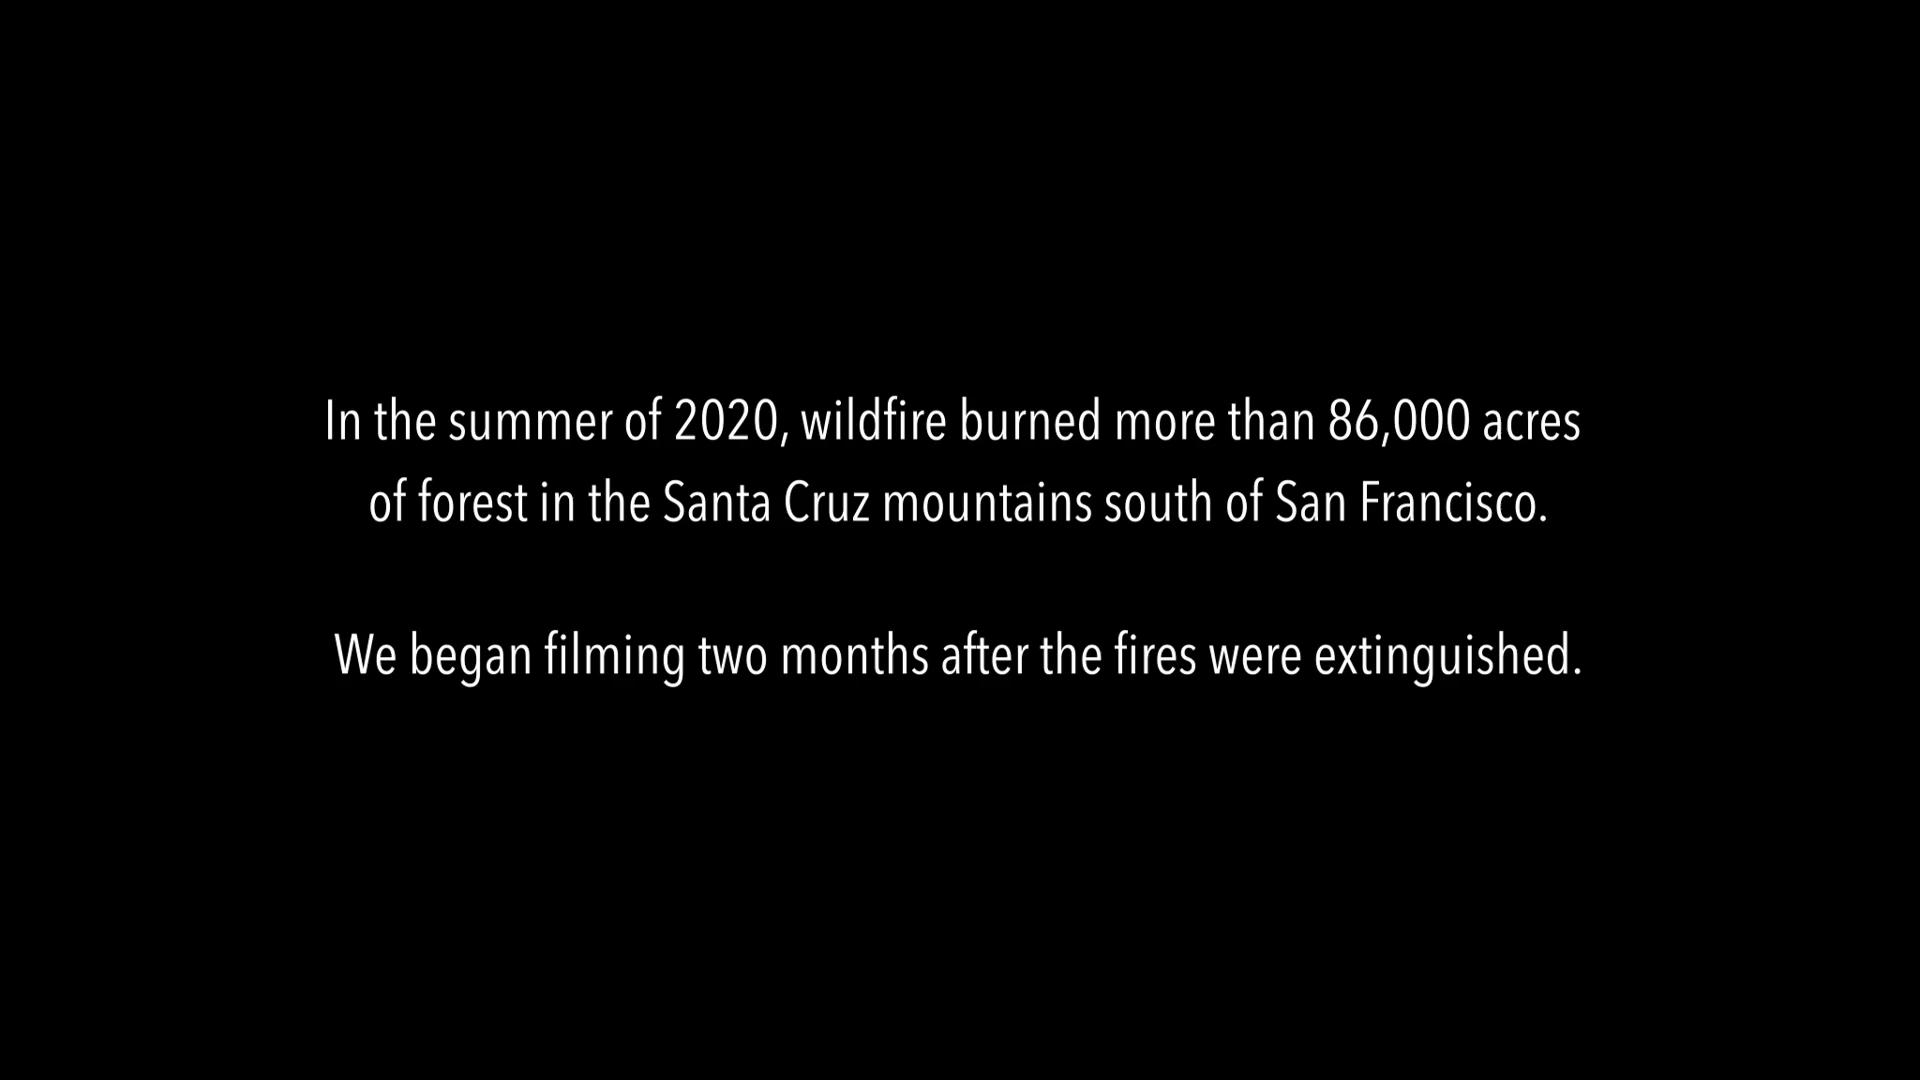 In the summer of 2020, wildfire burned more than 86,000 acres
of forest in the Santa Cruz mountains south of San Francisco.
We began filming two months after the fires were extinguished.